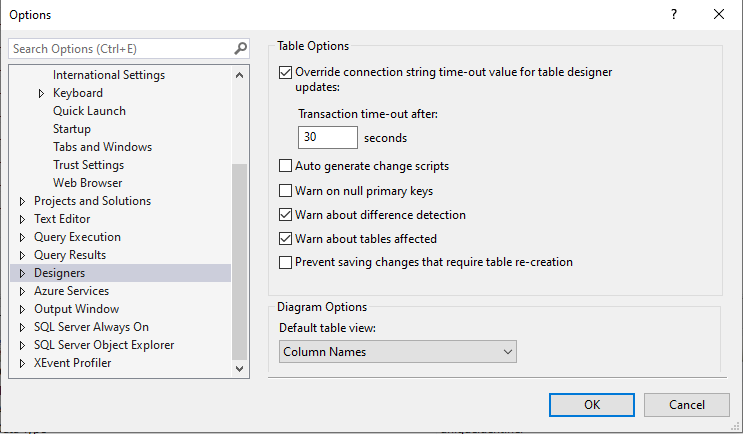 Options
?
Search Options (Ctrl+E)
International Settings
Keyboard
Quick Launch
Startup
Tabs and Windows
Trust Settings
Web Browser
Projects and Solutions
Text Editor
Query Execution
Query Results
Designers
Azure Services
Output Window
SQL Server Always On
SQL Server Object Explorer
XEvent Profiler
Table Options
Override connection string time-out value for table designer
updates:
Transaction time-out after:
30 seconds
Auto generate change scripts
Warn on null primary keys
Warn about difference detection
Warn about tables affected
Prevent saving changes that require table re-creation
Diagram Options
Default table view:
Column Names
OK
Cancel